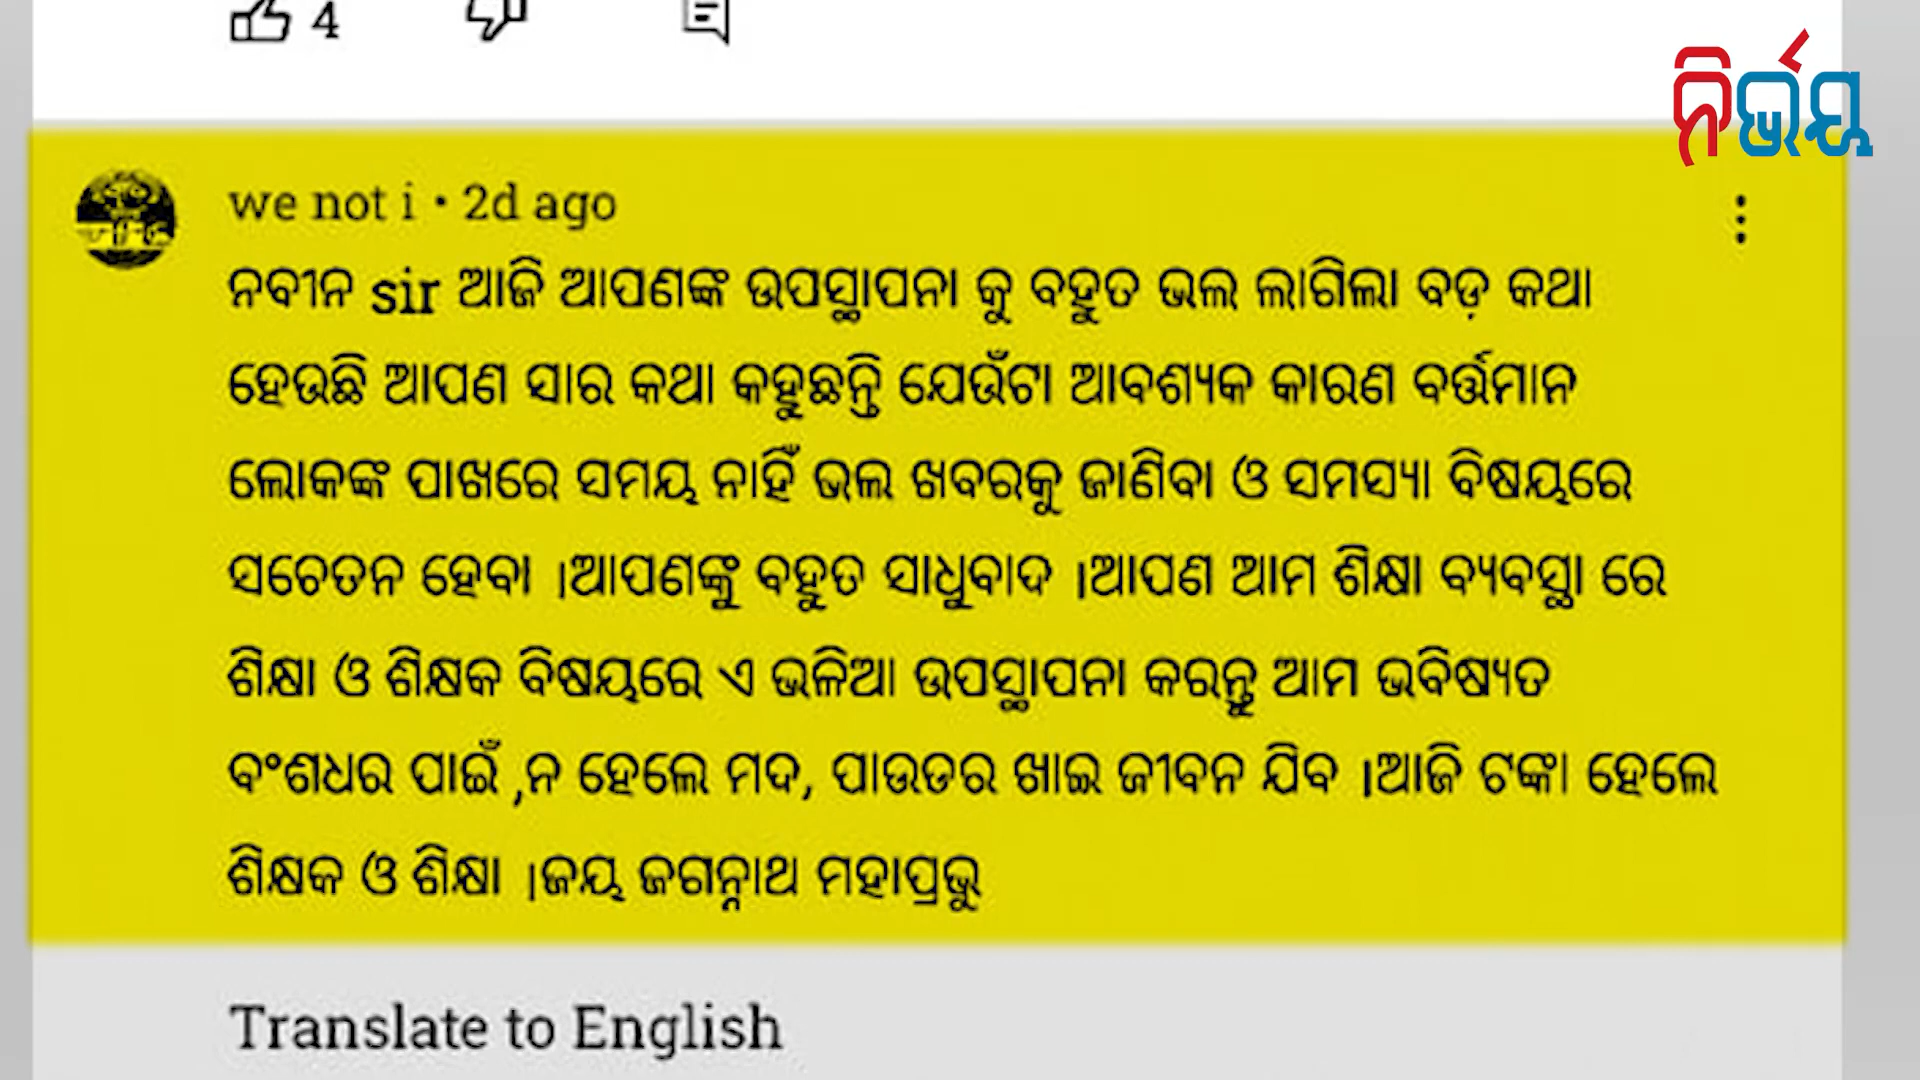 4
ନିର୍ଭୟ
we not i • 2d ago
ନବୀନ sir ଆଜି ଆପଣଙ୍କ ଉପସ୍ଥାପନା କୁ ବହୁତ ଭଲ ଲାଗିଲା ବଡ଼ କଥା
ହେଉଛି ଆପଣ ସାର କଥା କହୁଛନ୍ତି ଯେଉଁଟା ଆବଶ୍ୟକ କାରଣ ବର୍ତ୍ତମାନ
ଲୋକଙ୍କ ପାଖରେ ସମୟ ନାହିଁ ଭଲ ଖବରକୁ ଜାଣିବା ଓ ସମସ୍ୟା ବିଷୟରେ
ସଚେତନ ହେବା ।ଆପଣଙ୍କୁ ବହୁତ ସାଧୁବାଦ ।ଆପଣ ଆମ ଶିକ୍ଷା ବ୍ୟବସ୍ଥା ରେ
ଶିକ୍ଷା ଓ ଶିକ୍ଷକ ବିଷୟରେ ଏ ଭଳିଆ ଉପସ୍ଥାପନା କରନ୍ତୁ ଆମ ଭବିଷ୍ୟତ
ବଂଶଧର ପାଇଁ ,ନ ହେଲେ ମଦ, ପାଉଡର ଖାଇ ଜୀବନ ଯିବ ।ଆଜି ଟଙ୍କା ହେଲେ
ଶିକ୍ଷକ ଓ ଶିକ୍ଷା ।ଜୟ ଜଗନ୍ନାଥ ମହାପ୍ରଭୁ
Translate to English